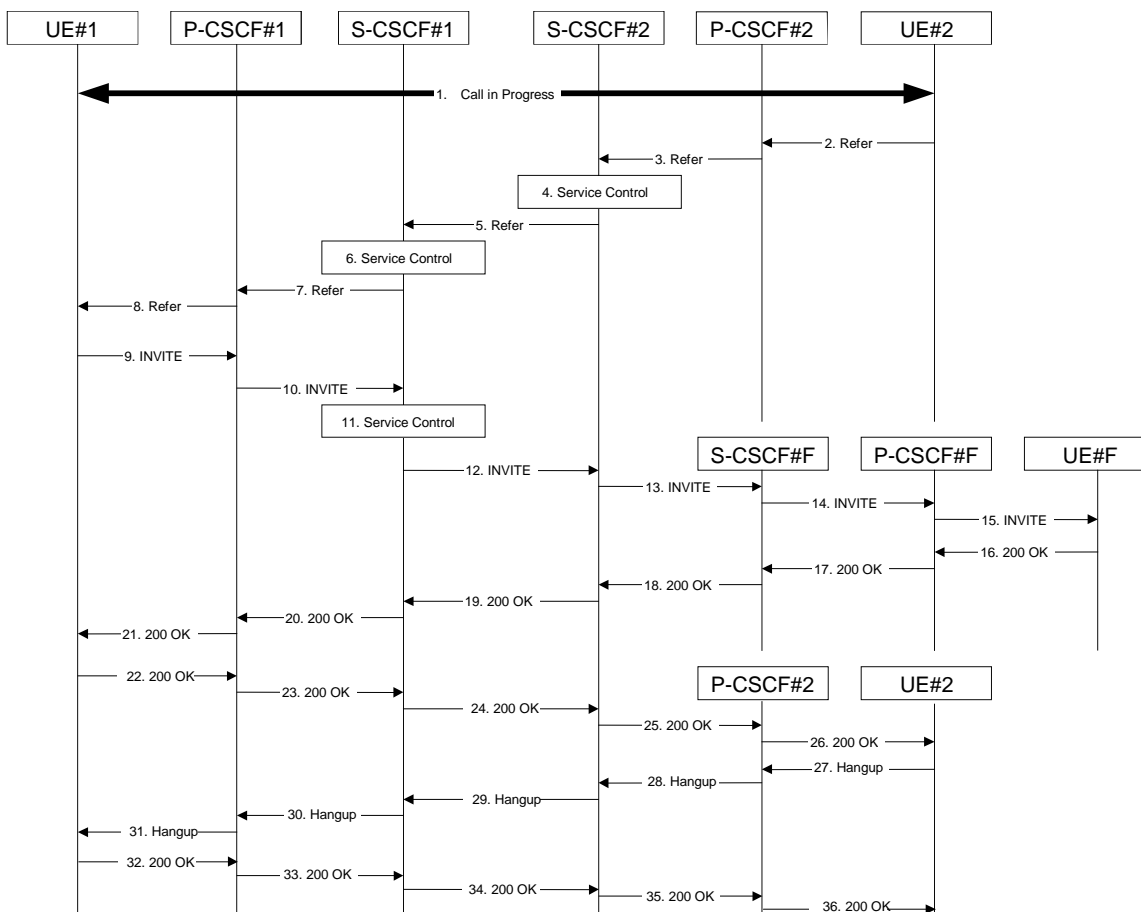 UE#1
P-CSCF#1
S-CSCF#1
S-CSCF#2
P-CSCF#2
UE#2
1. Call in Progress
2. Refer
3. Refer
4. Service Control
5. Refer
6. Service Control
7. Refer
8. Refer
9. INVITE
10. INVITE
11. Service Control
S-CSCF#F
P-CSCF#F
UE#F
12. INVITE
13. INVITE
14. INVITE
15. INVITE
16. 200 OK
17. 200 OK
18. 200 OK
19. 200 OK
20. 200 OK
21. 200 OK
22. 200 OK
23. 200 OK
P-CSCF#2
UE#2
24. 200 OK
25. 200 OK
26. 200 OK
27. Hangup
28. Hangup
29. Hangup
30. Hangup
31. Hangup
32. 200 OK
33. 200 OK
34. 200 OK
35. 200 OK
36. 200 OK